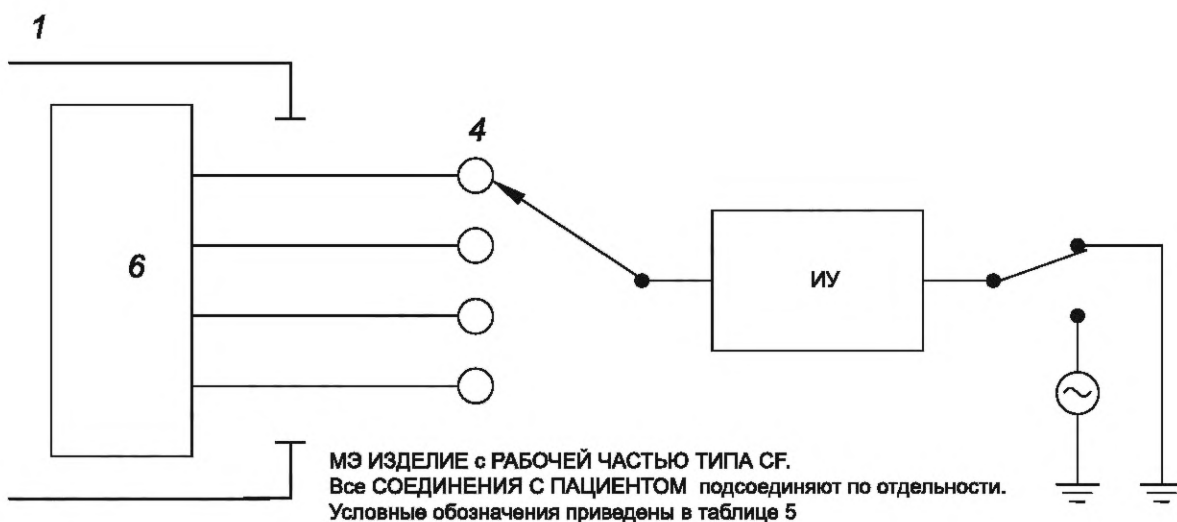 1
4
6
ИУ
МЭ ИЗДЕЛИЕ с РАБОЧЕЙ ЧАСТЬЮ ТИПА CF.
Все СОЕДИНЕНИЯ С ПАЦИЕНТОМ подсоединяют по отдельности.
Условные обозначения приведены в таблице 5